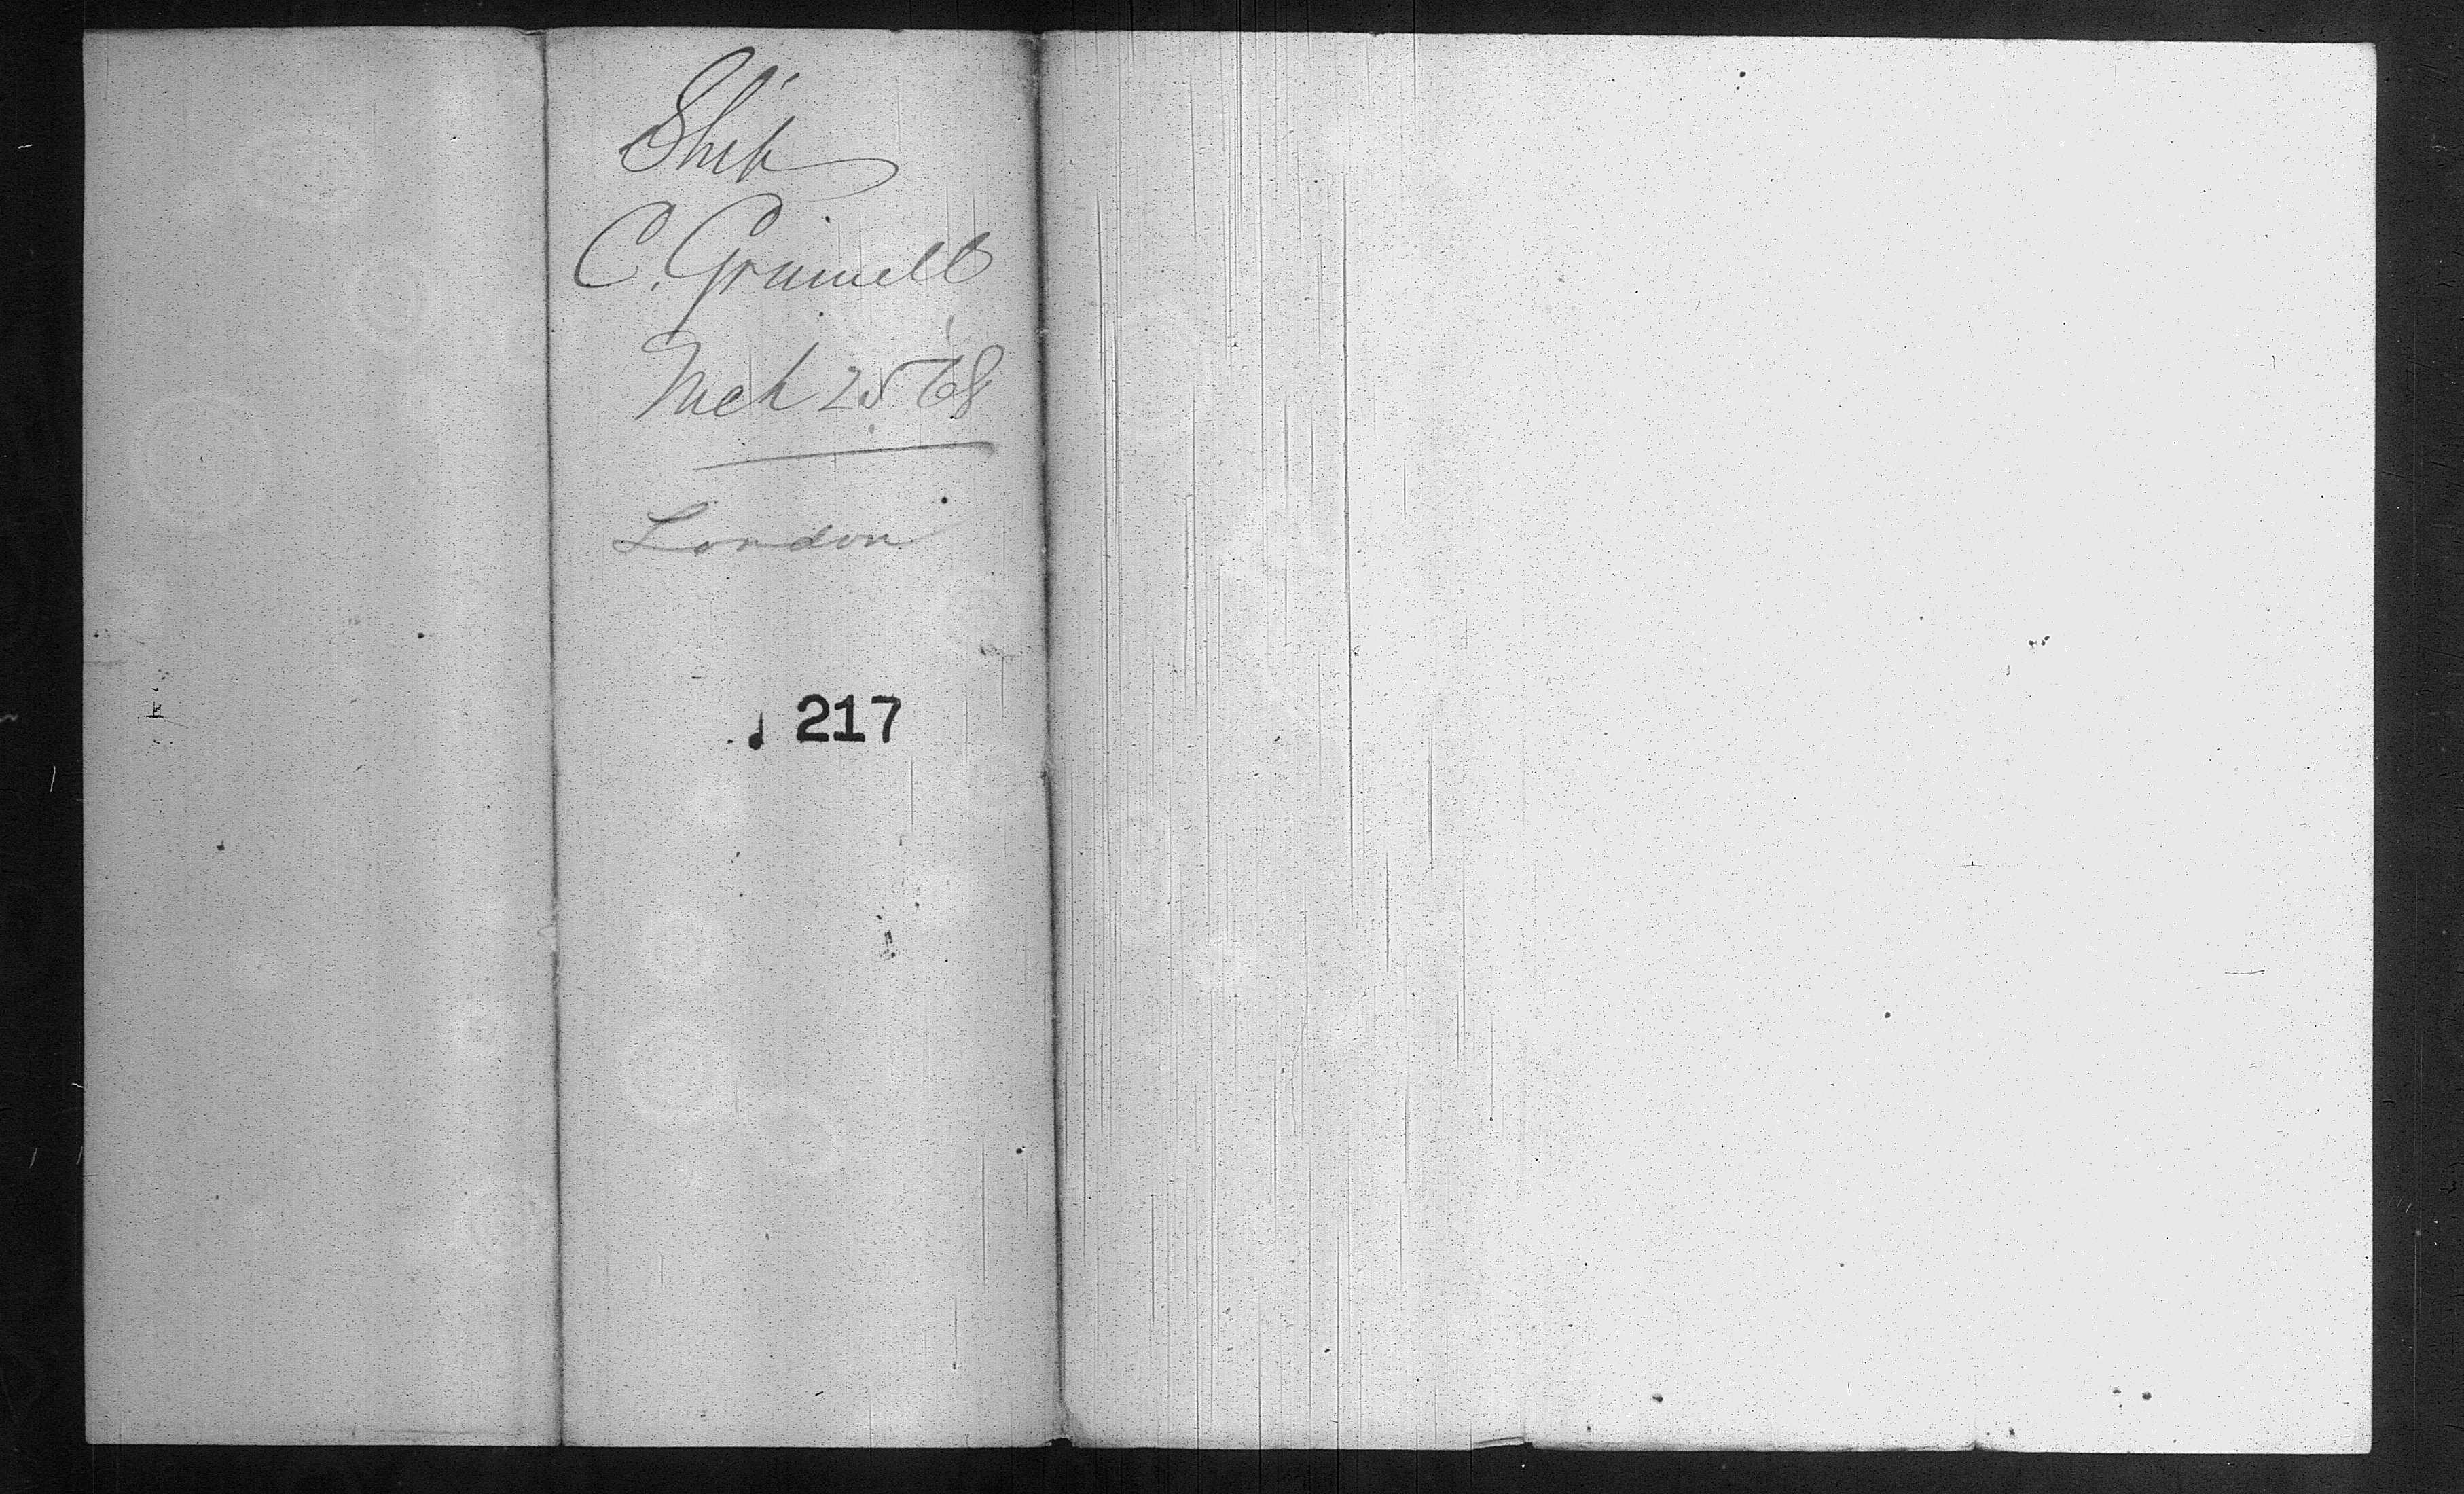 Ship
C. Grinnell
Mch 25 '68
London
217